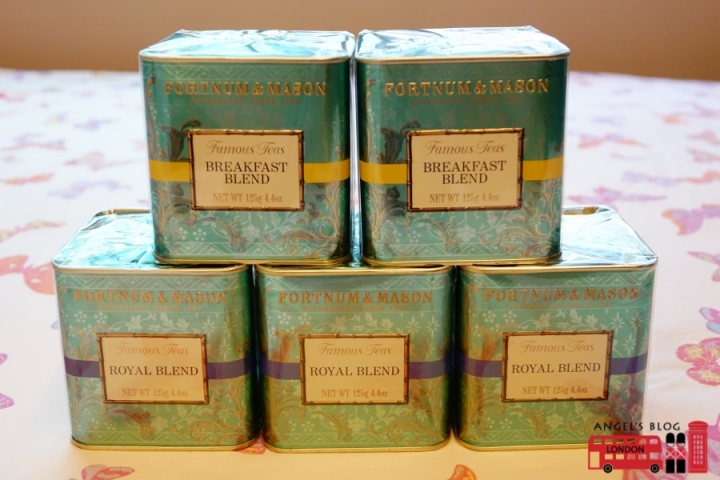 FORTNUM & MASON
Famous Teas
BREAKFAST
BLEND
NET WT 125g 4.4oz
FORTNUM & MASON
Famous Teas
BREAKFAST
BLEND
NET WT 125g 4.4oz
FORTNUM & MASON
Famous Teas
ROYAL BLEND
NET WT 125g 4.4oz
FORTNUM & MASON
Famous Teas
ROYAL BLEND
NET WT 125g 4.4oz
FORTNUM & MASON
Famous Teas
ROYAL BLEND
NET WT 125g 4.4oz
ANGEL'S BLOG
LONDON